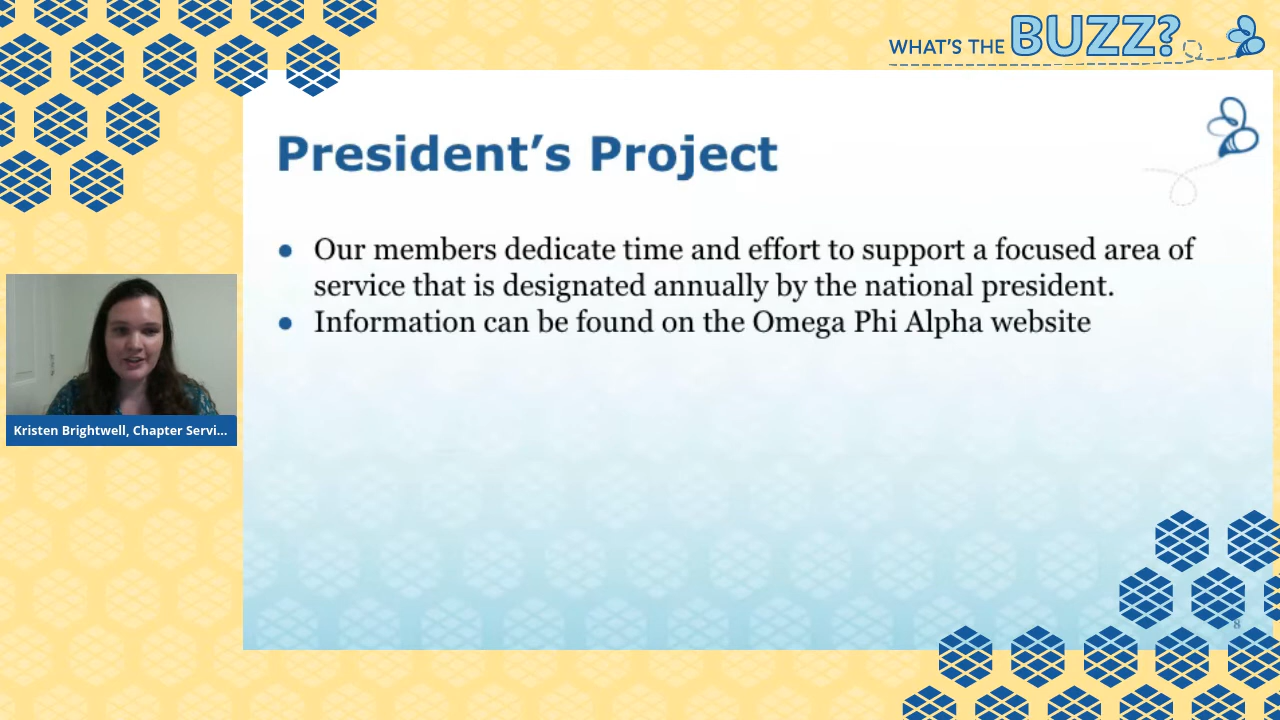 WHAT'S THE BUZZ?
President's Project
● Our members dedicate time and effort to support a focused area of
service that is designated annually by the national president.
● Information can be found on the Omega Phi Alpha website
Kristen Brightwell, Chapter Servi...
8